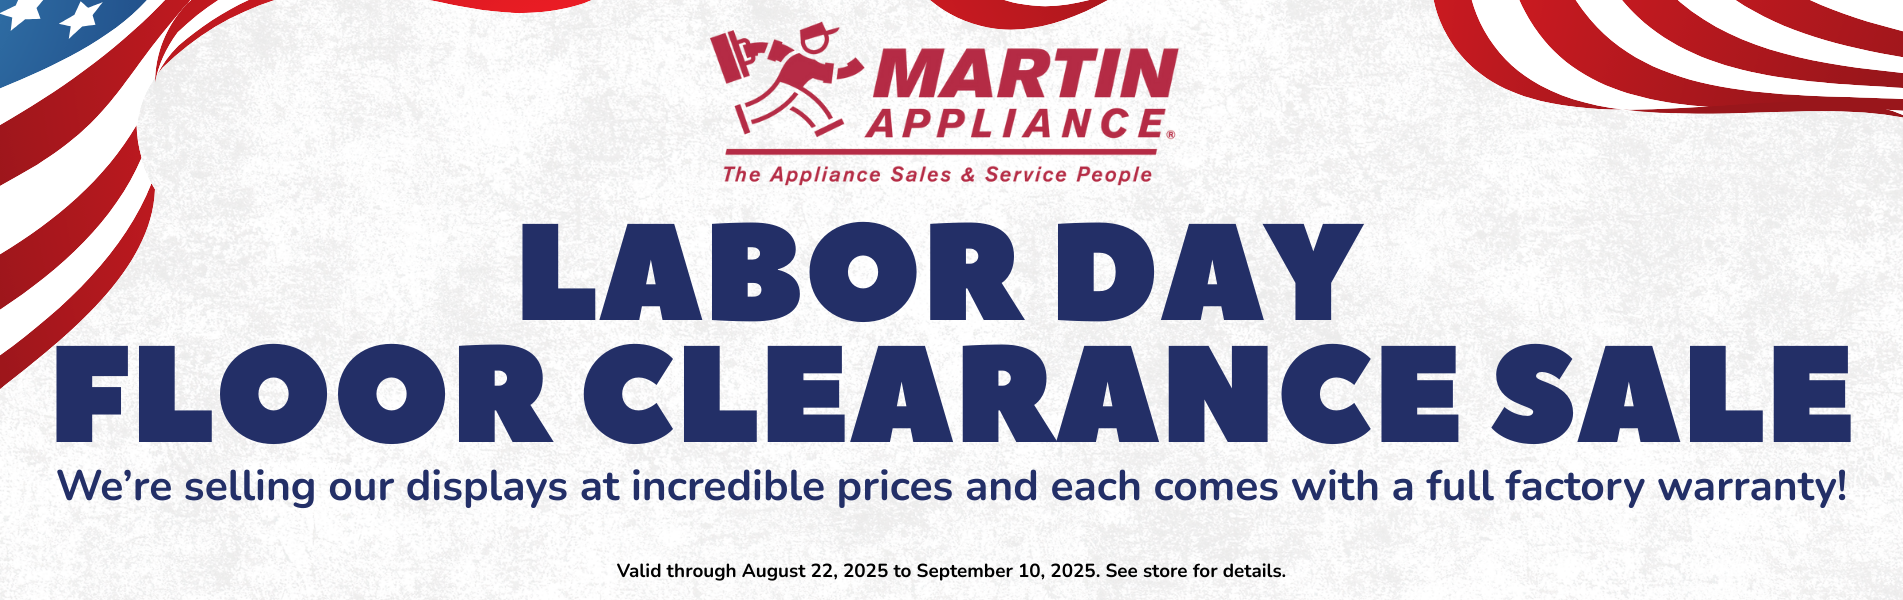 MARTIN
APPLIANCE®
The Appliance Sales & Service People
LABOR DAY
FLOOR CLEARANCE SALE
We’re selling our displays at incredible prices and each comes with a full factory warranty!
Valid through August 22, 2025 to September 10, 2025. See store for details.